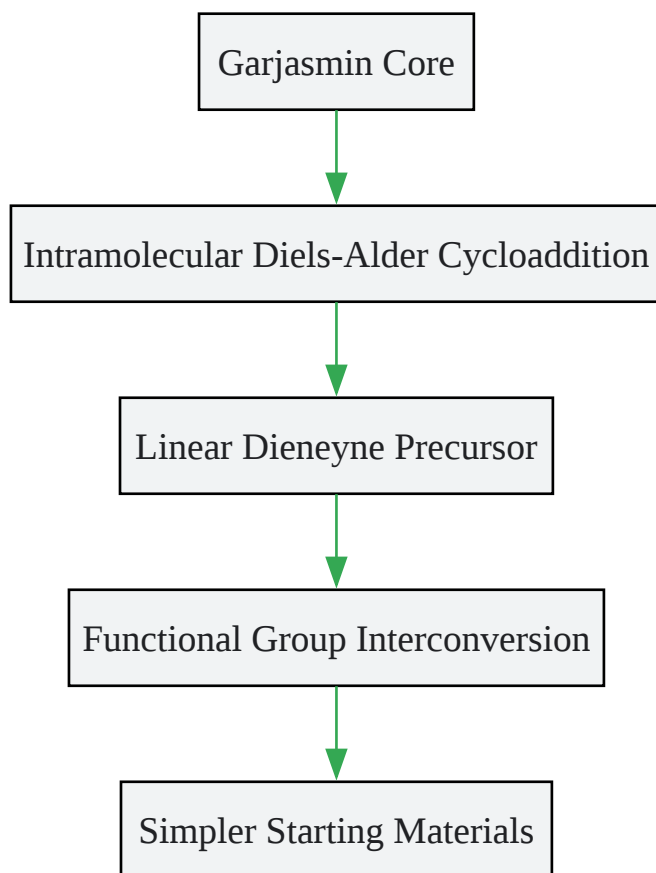 Garjasmin Core
Intramolecular Diels-Alder Cycloaddition
Linear Dieneyne Precursor
Functional Group Interconversion
Simpler Starting Materials